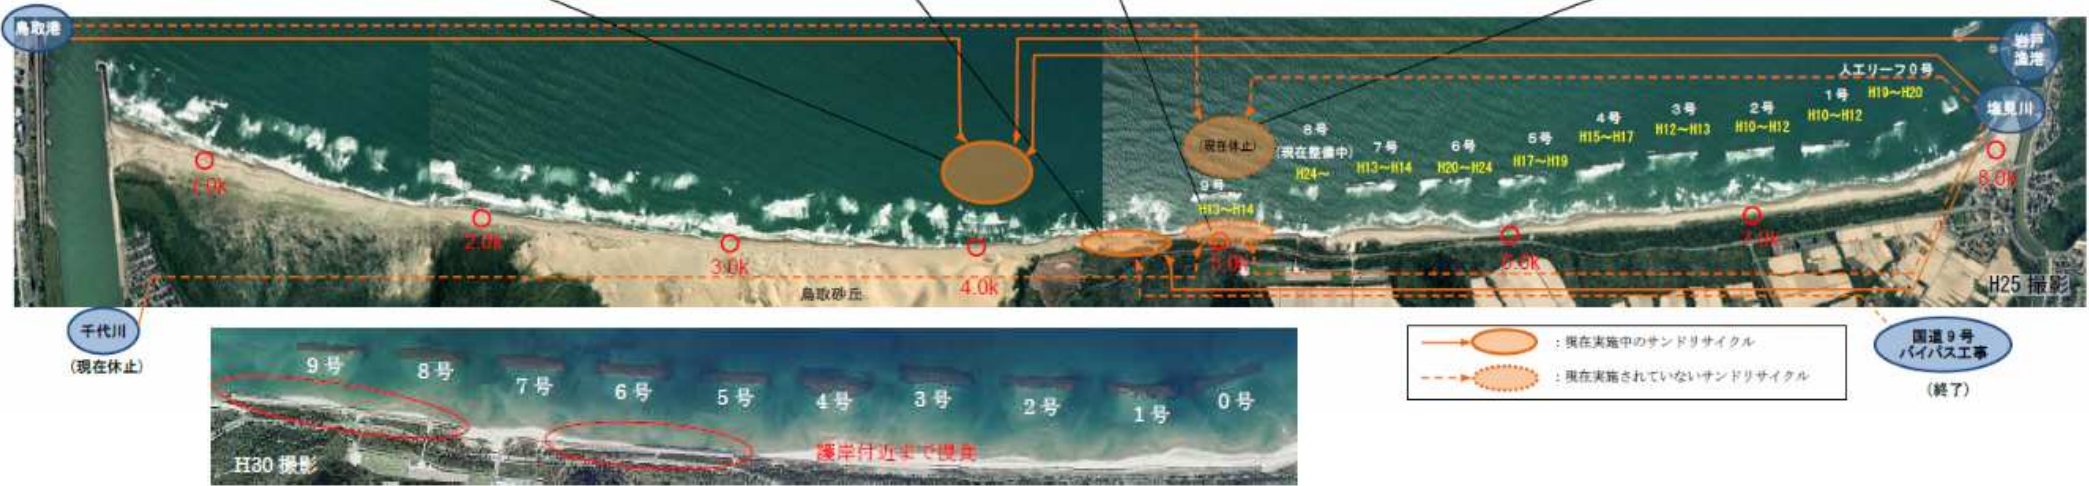 鳥取港
岩戸
漁港
人工リーフ0号
H19~H20
塩見川
1号
H10~H12
2号
H10~H12
3号
H12~H13
4号
H15~H17
5号
H17~H19
6号
H20~H24
7号
H13~H14
8号
(現在整備中)
H24~
(現在休止)
9号
H13~H14
1.0k
2.0k
3.0k
4.0k
5.0k
6.0k
7.0k
8.0k
鳥取砂丘
H25 撮影
千代川
(現在休止)
国道9号
バイパス工事
(終了)
:現在実施中のサンドリサイクル
:現在実施されていないサンドリサイクル
9号
8号
7号
6号
5号
4号
3号
2号
1号
0号
護岸付近まで侵食
H30 撮影